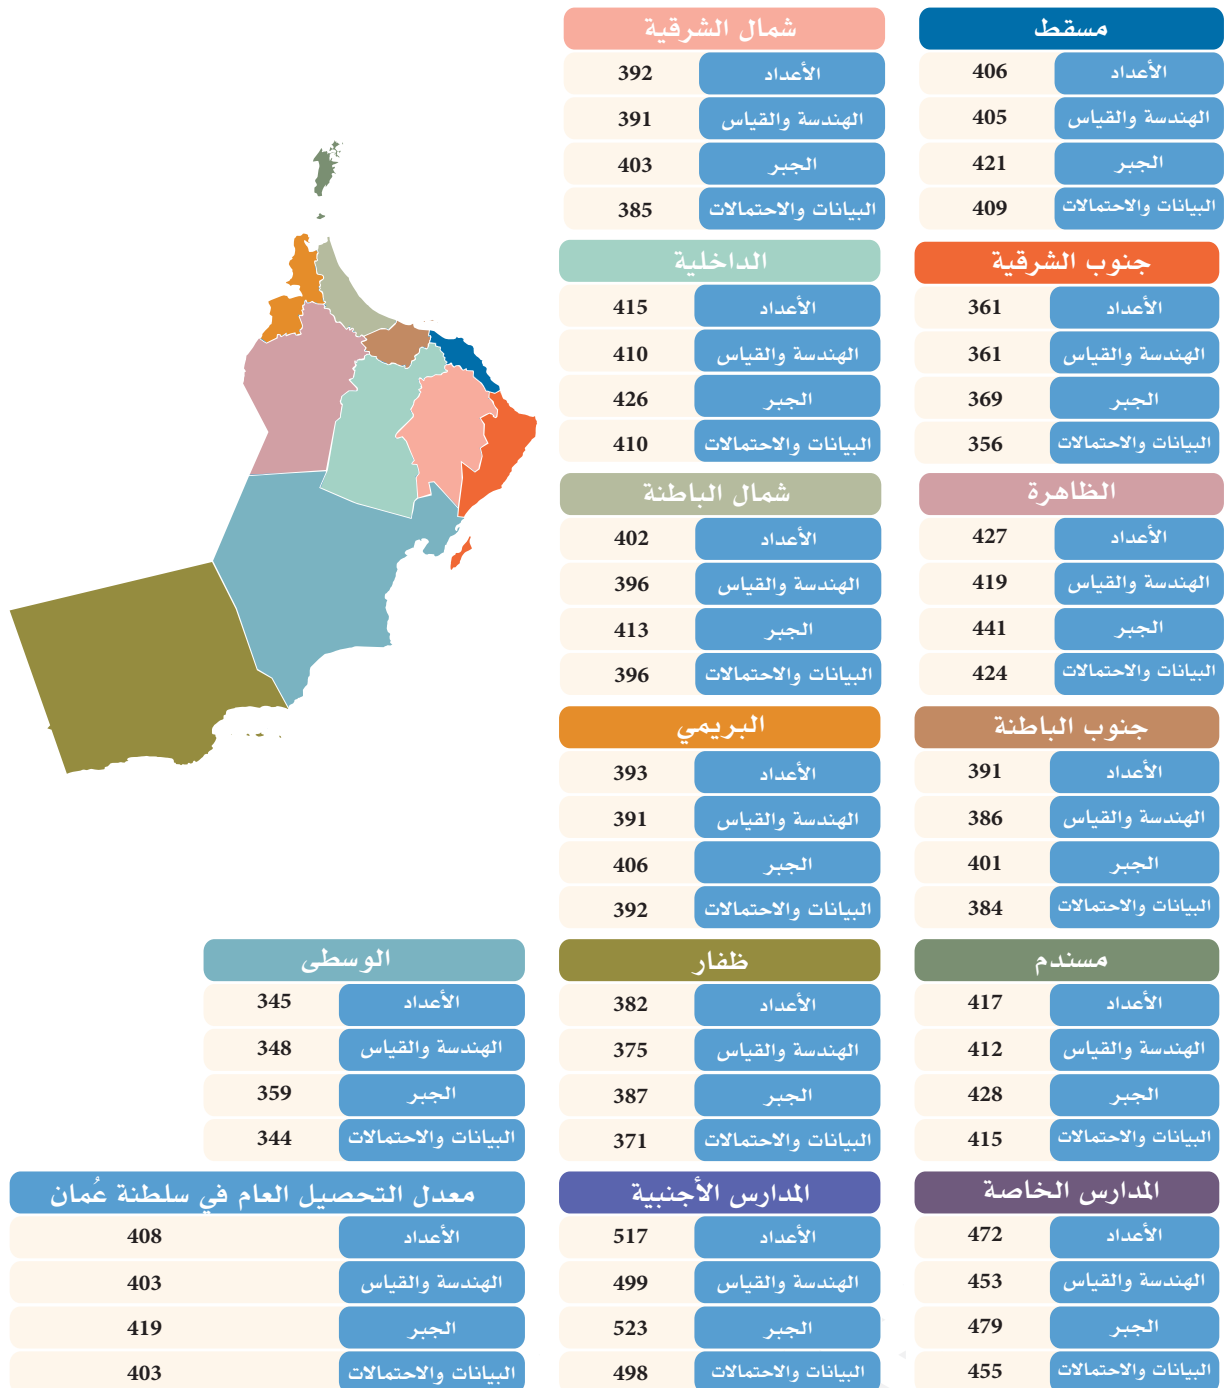 مسقط
الأعداد 406
الهندسة والقياس 405
الجبر 421
البيانات والاحتمالات 409
شمال الشرقية
الأعداد 392
الهندسة والقياس 391
الجبر 403
البيانات والاحتمالات 385
جنوب الشرقية
الأعداد 361
الهندسة والقياس 361
الجبر 369
البيانات والاحتمالات 356
الداخلية
الأعداد 415
الهندسة والقياس 410
الجبر 426
البيانات والاحتمالات 410
الظاهرة
الأعداد 427
الهندسة والقياس 419
الجبر 441
البيانات والاحتمالات 424
شمال الباطنة
الأعداد 402
الهندسة والقياس 396
الجبر 413
البيانات والاحتمالات 396
جنوب الباطنة
الأعداد 391
الهندسة والقياس 386
الجبر 401
البيانات والاحتمالات 384
البريمي
الأعداد 393
الهندسة والقياس 391
الجبر 406
البيانات والاحتمالات 392
مسندم
الأعداد 417
الهندسة والقياس 412
الجبر 428
البيانات والاحتمالات 415
ظفار
الأعداد 382
الهندسة والقياس 375
الجبر 387
البيانات والاحتمالات 371
الوسطى
الأعداد 345
الهندسة والقياس 348
الجبر 359
البيانات والاحتمالات 344
المدارس الخاصة
الأعداد 472
الهندسة والقياس 453
الجبر 479
البيانات والاحتمالات 455
المدارس الأجنبية
الأعداد 517
الهندسة والقياس 499
الجبر 523
البيانات والاحتمالات 498
معدل التحصيل العام في سلطنة عُمان
الأعداد 408
الهندسة والقياس 403
الجبر 419
البيانات والاحتمالات 403